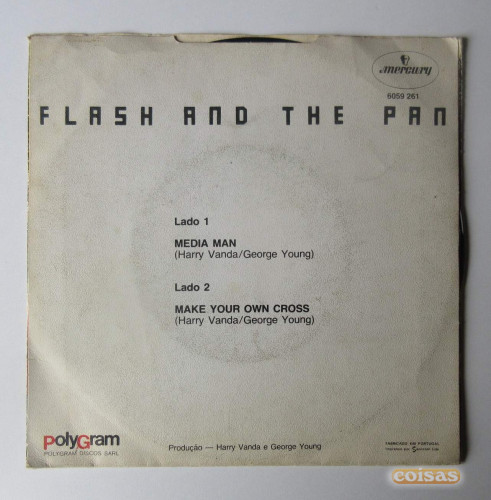 mercury
6059 261
FLASH AND THE PAN
Lado 1
MEDIA MAN
(Harry Vanda/George Young)
Lado 2
MAKE YOUR OWN CROSS
(Harry Vanda/George Young)
polyGram
POLYGRAM DISCOS SARL
Produção — Harry Vanda e George Young
FABRICADO EM PORTUGAL
coisas